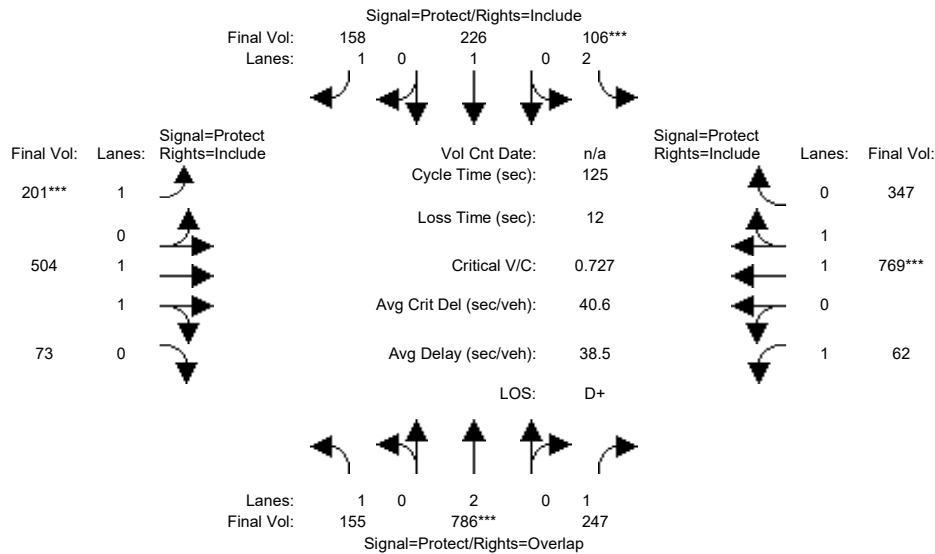 Signal=Protect/Rights=Include
Final Vol: 158 226 106***
Lanes: 1 0 1 0 2
Signal=Protect Signal=Protect
Final Vol: Lanes: Rights=Include Vol Cnt Date: n/a Rights=Include Lanes: Final Vol:
Cycle Time (sec): 125
201*** 1 0 347
Loss Time (sec): 12
0 1
504 1 Critical V/C: 0.727 1 769***
1 Avg Crit Del (sec/veh): 40.6 0
73 0 Avg Delay (sec/veh): 38.5 1 62
LOS: D+
Lanes: 1 0 2 0 1
Final Vol: 155 786*** 247
Signal=Protect/Rights=Overlap